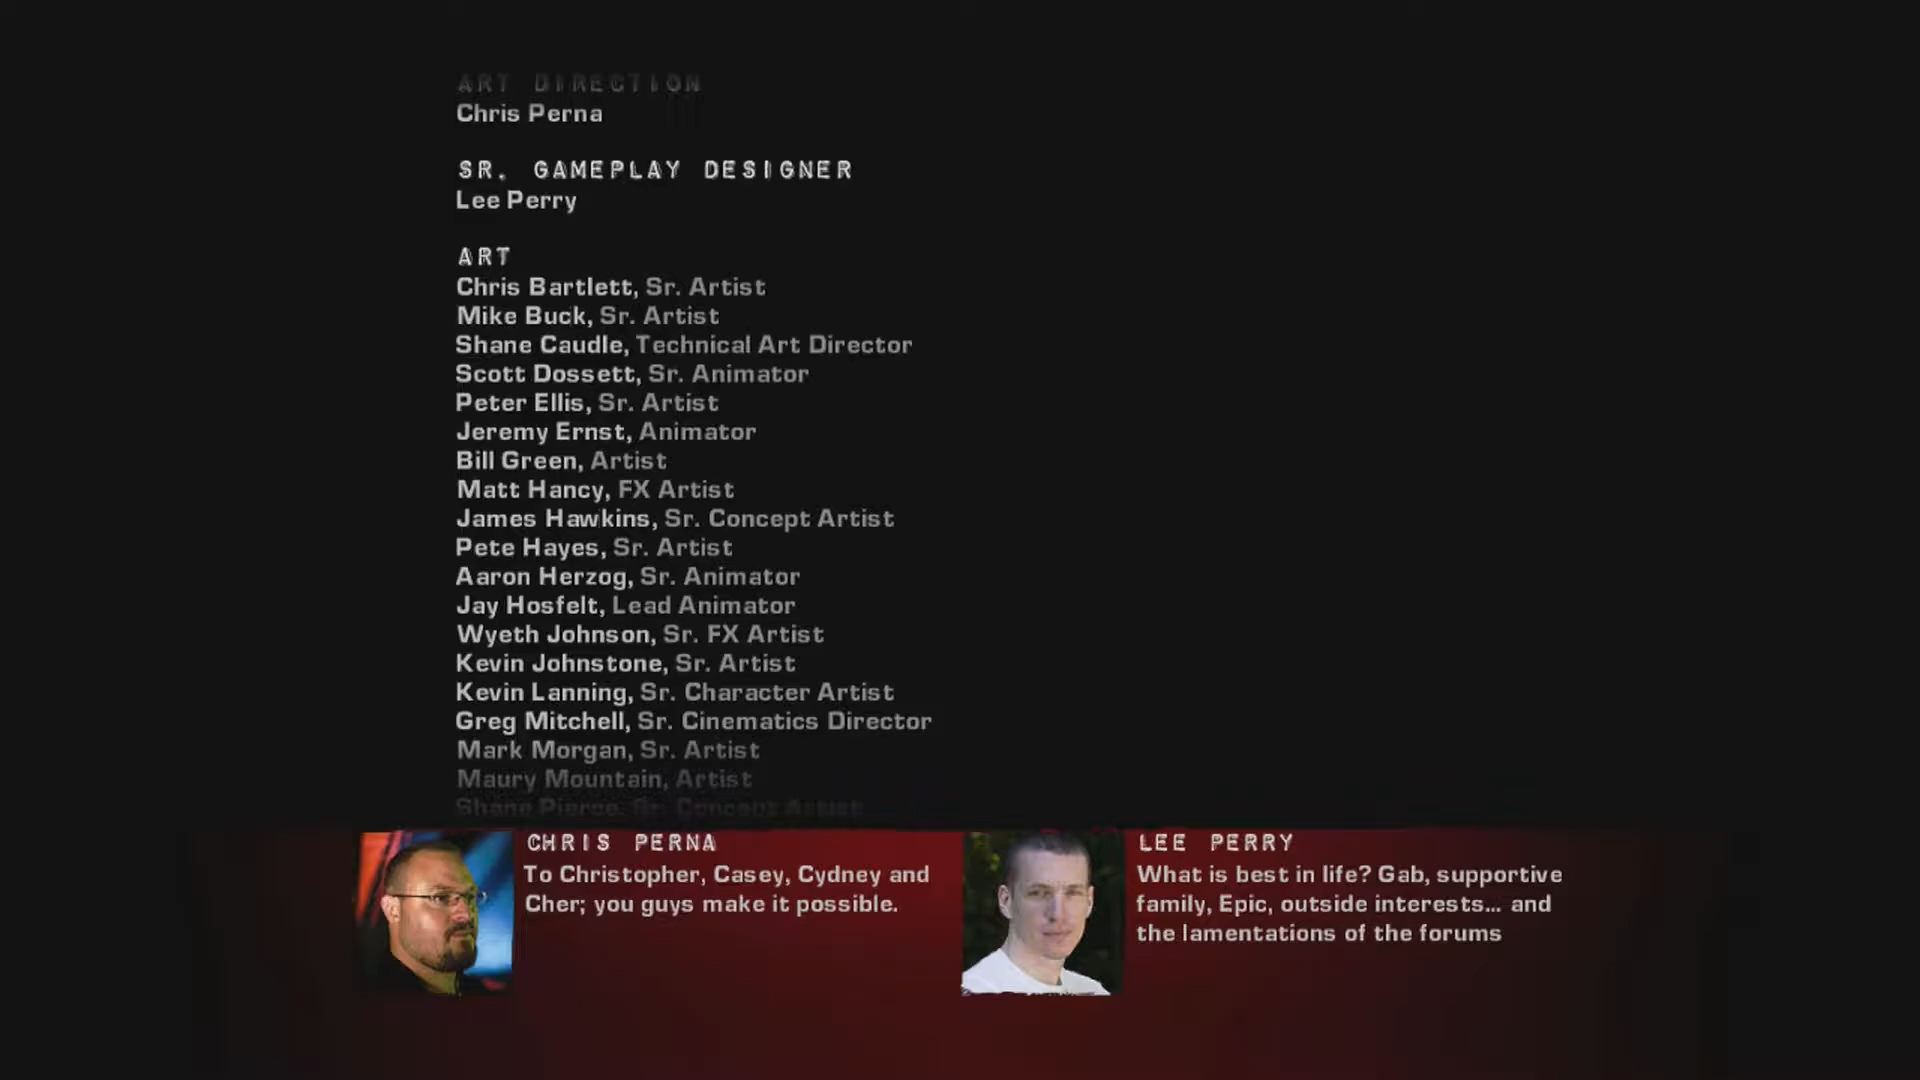 ART DIRECTION
Chris Perna
SR. GAMEPLAY DESIGNER
Lee Perry
ART
Chris Bartlett, Sr. Artist
Mike Buck, Sr. Artist
Shane Caudle, Technical Art Director
Scott Dossett, Sr. Animator
Peter Ellis, Sr. Artist
Jeremy Ernst, Animator
Bill Green, Artist
Matt Hancy, FX Artist
James Hawkins, Sr. Concept Artist
Pete Hayes, Sr. Artist
Aaron Herzog, Sr. Animator
Jay Hosfelt, Lead Animator
Wyeth Johnson, Sr. FX Artist
Kevin Johnstone, Sr. Artist
Kevin Lanning, Sr. Character Artist
Greg Mitchell, Sr. Cinematics Director
Mark Morgan, Sr. Artist
Maury Mountain, Artist
Shane Pierce, Sr. Concept Artist
CHRIS PERNA
To Christopher, Casey, Cydney and
Cher; you guys make it possible.
LEE PERRY
What is best in life? Gab, supportive
family, Epic, outside interests... and
the lamentations of the forums